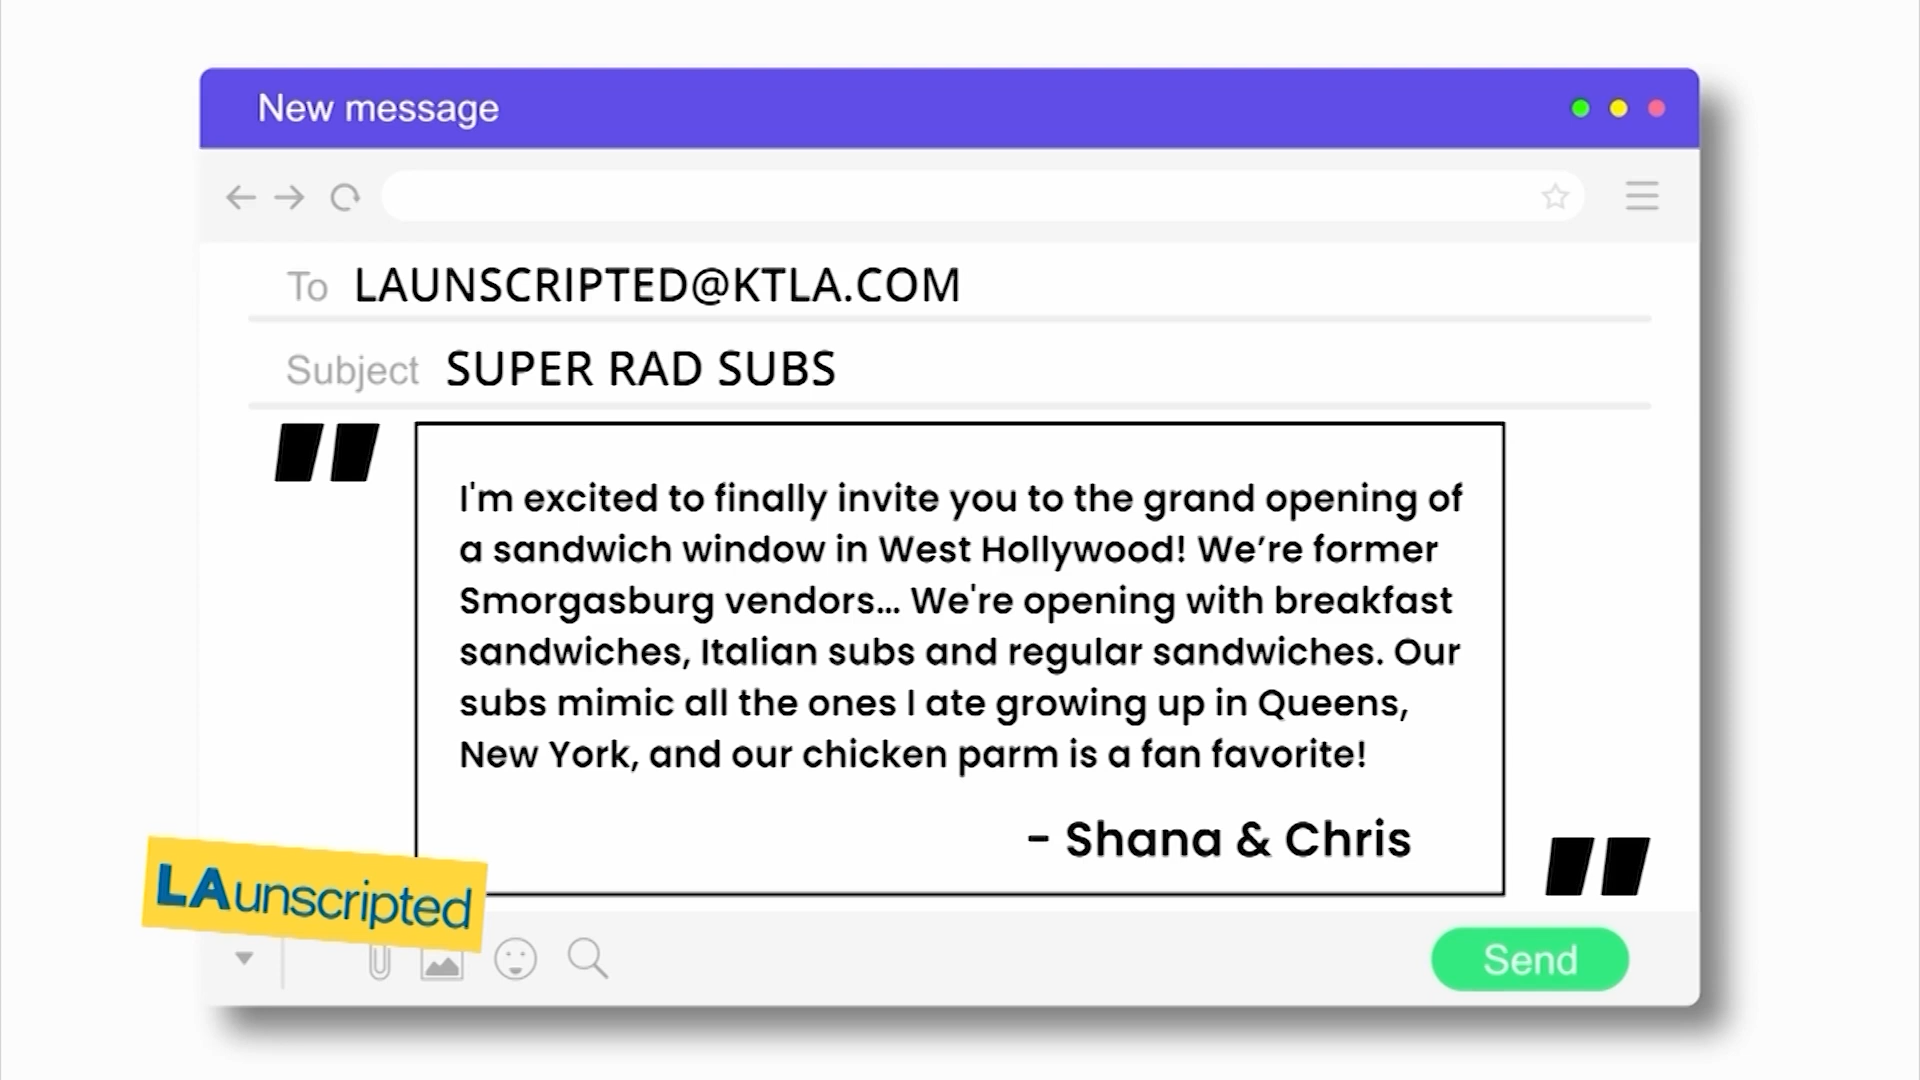 New message
To LAUNSCRIPTED@KTLA.COM
Subject SUPER RAD SUBS
"
I'm excited to finally invite you to the grand opening of
a sandwich window in West Hollywood! We’re former
Smorgasburg vendors... We're opening with breakfast
sandwiches, Italian subs and regular sandwiches. Our
subs mimic all the ones I ate growing up in Queens,
New York, and our chicken parm is a fan favorite!
- Shana & Chris
"
LAunscripted
Send